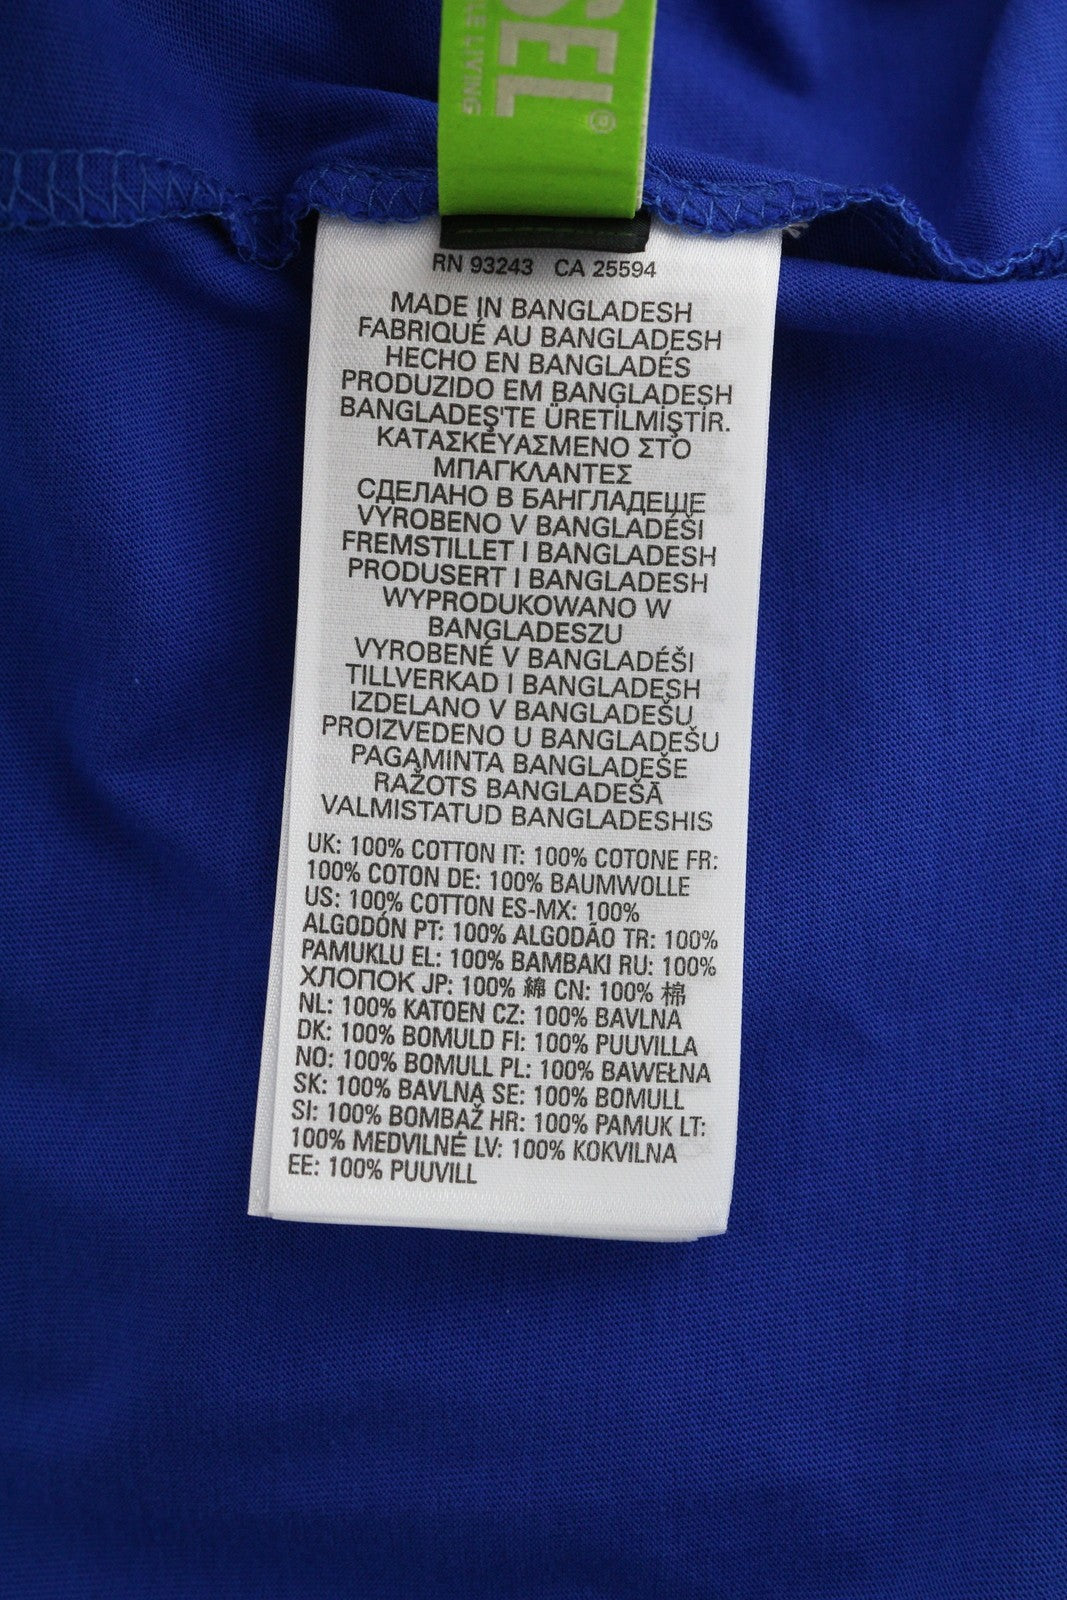 SEL®
LE LIVING
RN 93243 CA 25594
MADE IN BANGLADESH
FABRIQUÉ AU BANGLADESH
HECHO EN BANGLADÉS
PRODUZIDO EM BANGLADESH
BANGLADEŞ'TE ÜRETİLMİŞTİR.
ΚΑΤΑΣΚΕΥΑΣΜΕΝΟ ΣΤΟ
ΜΠΑΓΚΛΑΝΤΕΣ
СДЕЛАНО В БАНГЛАДЕЩЕ
VYROBENO V BANGLADÉŠI
FREMSTILLET I BANGLADESH
PRODUSERT I BANGLADESH
WYPRODUKOWANO W
BANGLADESZU
VYROBENÉ V BANGLADÉŠI
TILLVERKAD I BANGLADESH
IZDELANO V BANGLADEŠU
PROIZVEDENO U BANGLADEŠU
PAGAMINTA BANGLADEŠE
RAŽOTS BANGLADEŠĀ
VALMISTATUD BANGLADESHIS
UK: 100% COTTON IT: 100% COTONE FR:
100% COTON DE: 100% BAUMWOLLE
US: 100% COTTON ES-MX: 100%
ALGODÓN PT: 100% ALGODÃO TR: 100%
PAMUKLU EL: 100% BAMBAKI RU: 100%
ХЛОПОК JP: 100% 綿 CN: 100% 棉
NL: 100% KATOEN CZ: 100% BAVLNA
DK: 100% BOMULD FI: 100% PUUVILLA
NO: 100% BOMULL PL: 100% BAWEŁNA
SK: 100% BAVLNA SE: 100% BOMULL
SI: 100% BOMBAŽ HR: 100% PAMUK LT:
100% MEDVILNĖ LV: 100% KOKVILNA
EE: 100% PUUVILL